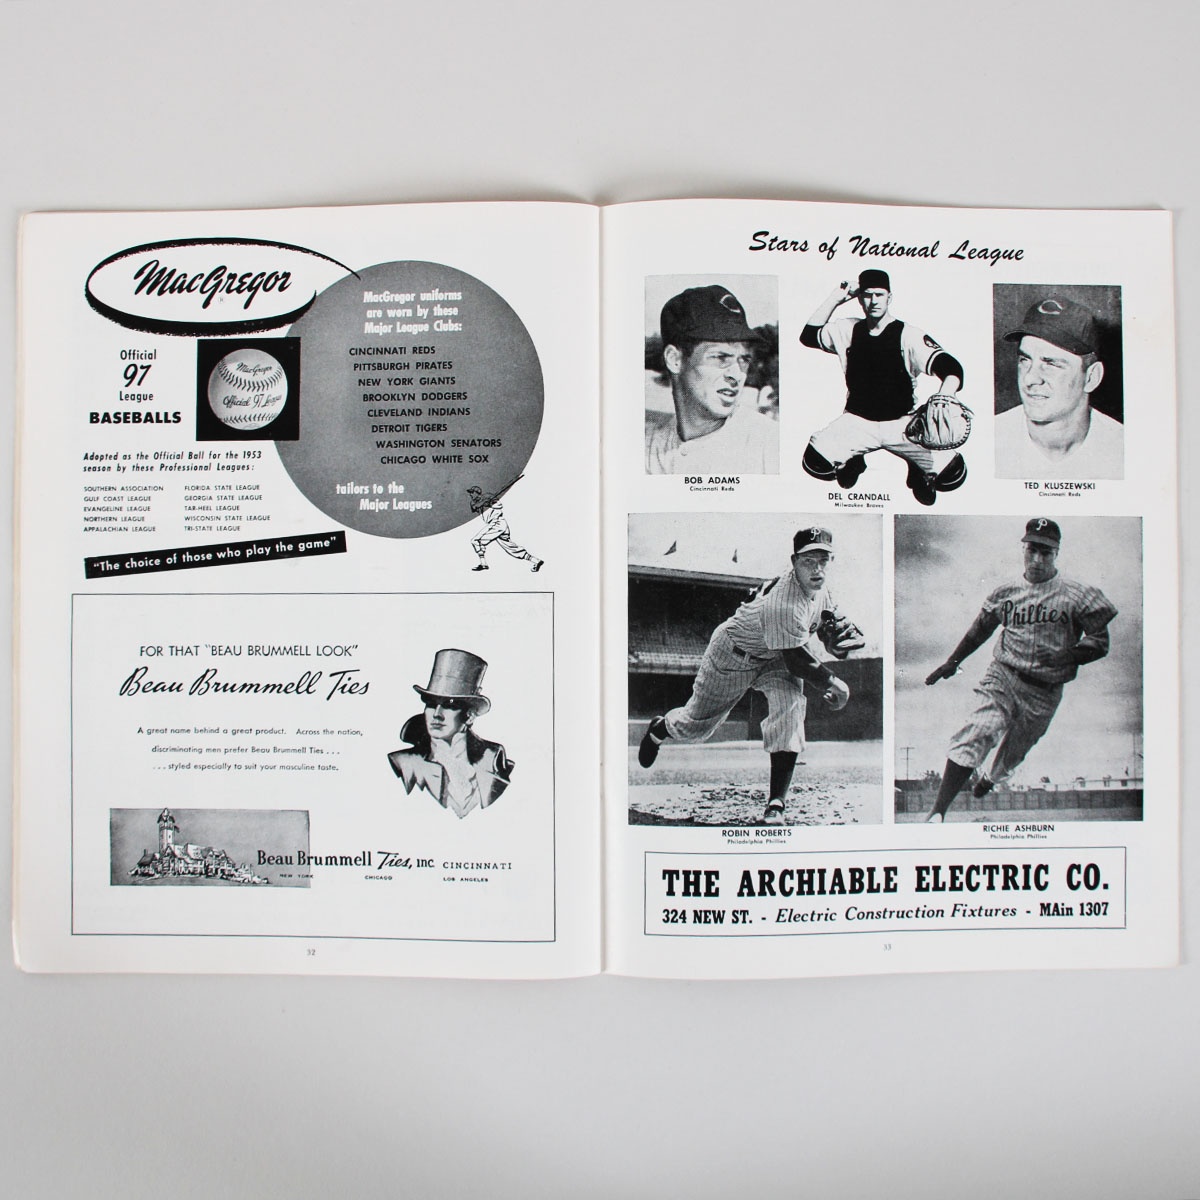 MacGregor
Official
97
League
BASEBALLS
MacGregor
Official 97 League
Adopted as the Official Ball for the 1953
season by these Professional Leagues:
SOUTHERN ASSOCIATION
GULF COAST LEAGUE
EVANGELINE LEAGUE
NORTHERN LEAGUE
APPALACHIAN LEAGUE
FLORIDA STATE LEAGUE
GEORGIA STATE LEAGUE
TAR-HEEL LEAGUE
WISCONSIN STATE LEAGUE
TRI-STATE LEAGUE
MacGregor uniforms
are worn by these
Major League Clubs:
CINCINNATI REDS
PITTSBURGH PIRATES
NEW YORK GIANTS
BROOKLYN DODGERS
CLEVELAND INDIANS
DETROIT TIGERS
WASHINGTON SENATORS
CHICAGO WHITE SOX
tailors to the
Major Leagues
"The choice of those who play the game"
FOR THAT "BEAU BRUMMELL LOOK"
Beau Brummell Ties
A great name behind a great product. Across the nation,
discriminating men prefer Beau Brummell Ties . . .
. . . styled especially to suit your masculine taste.
Beau Brummell Ties, INC CINCINNATI
NEW YORK CHICAGO LOS ANGELES
32
Stars of National League
BOB ADAMS
Cincinnati Reds
DEL CRANDALL
Milwaukee Braves
TED KLUSZEWSKI
Cincinnati Reds
P
P
Phillies
ROBIN ROBERTS
Philadelphia Phillies
RICHIE ASHBURN
Philadelphia Phillies
THE ARCHIABLE ELECTRIC CO.
324 NEW ST. - Electric Construction Fixtures - MAin 1307
33